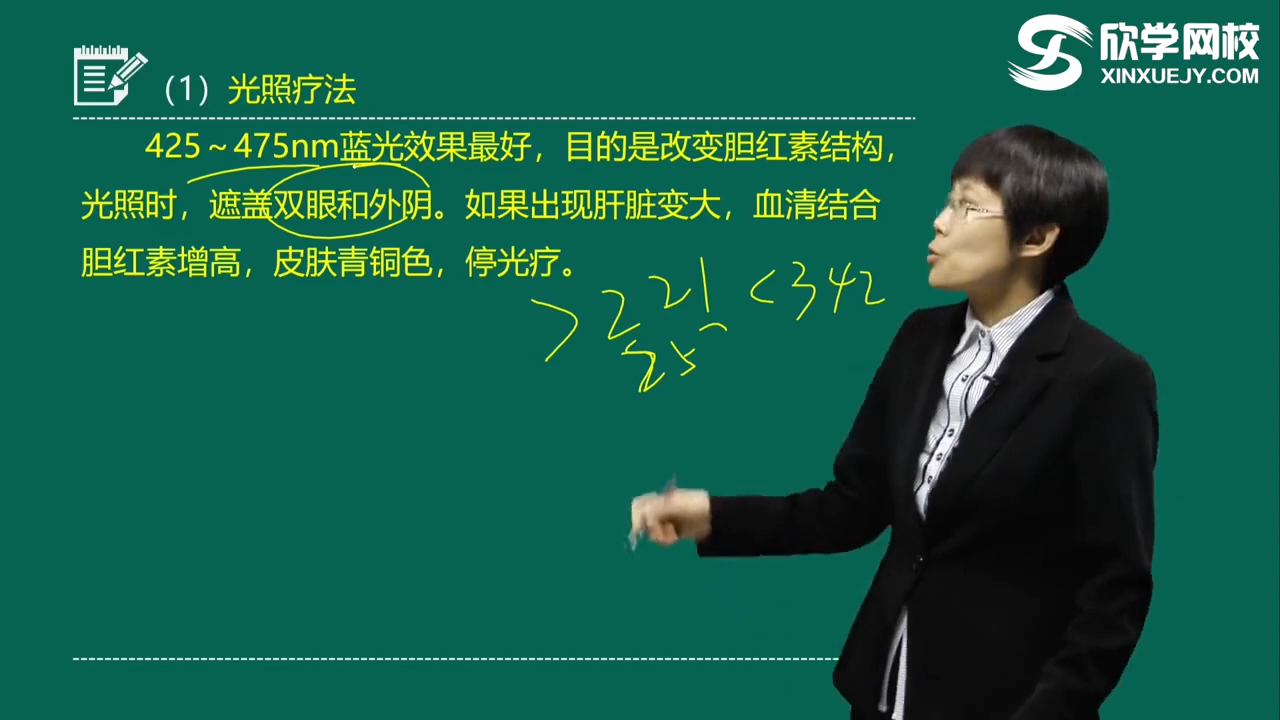 欣学网校
XINXUEJY.COM
（1）光照疗法
425～475nm蓝光效果最好，目的是改变胆红素结构，
光照时，遮盖双眼和外阴。如果出现肝脏变大，血清结合
胆红素增高，皮肤青铜色，停光疗。
>221 <342
25